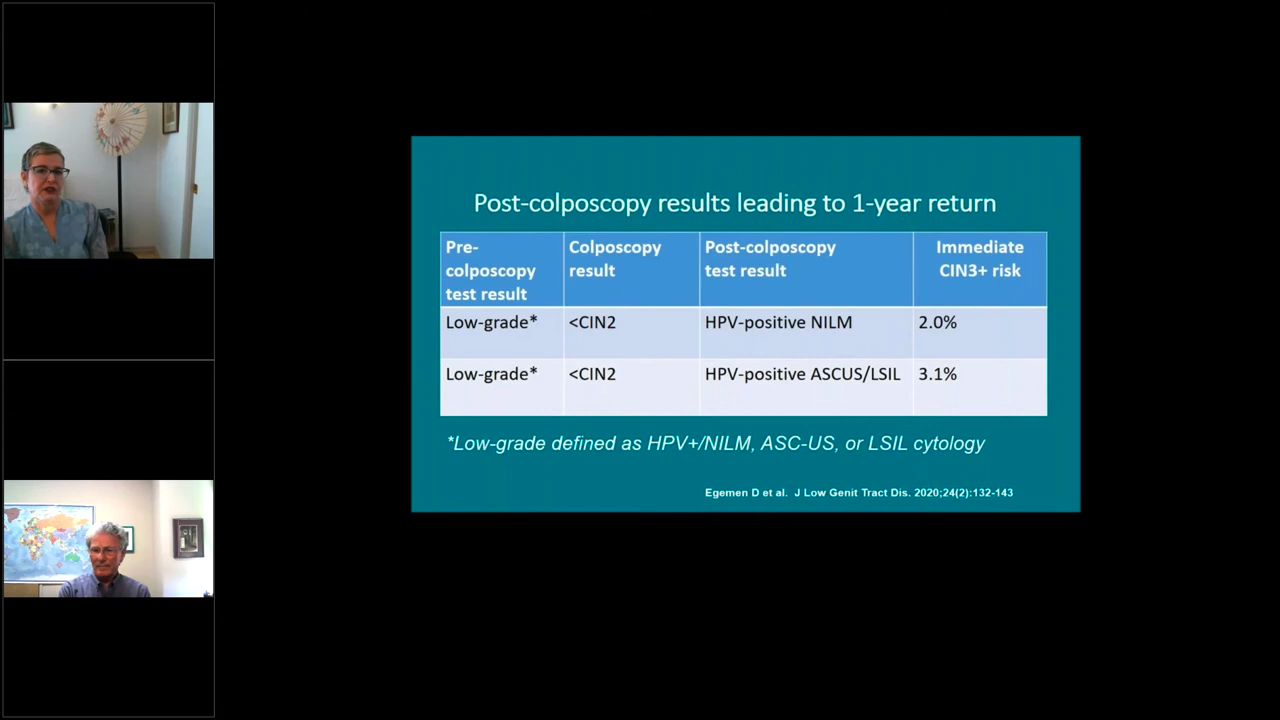 Post-colposcopy results leading to 1-year return
Pre-
colposcopy
test result
Colposcopy
result
Post-colposcopy
test result
Immediate
CIN3+ risk
Low-grade* <CIN2 HPV-positive NILM 2.0%
Low-grade* <CIN2 HPV-positive ASCUS/LSIL 3.1%
*Low-grade defined as HPV+/NILM, ASC-US, or LSIL cytology
Egemen D et al. J Low Genit Tract Dis. 2020;24(2):132-143